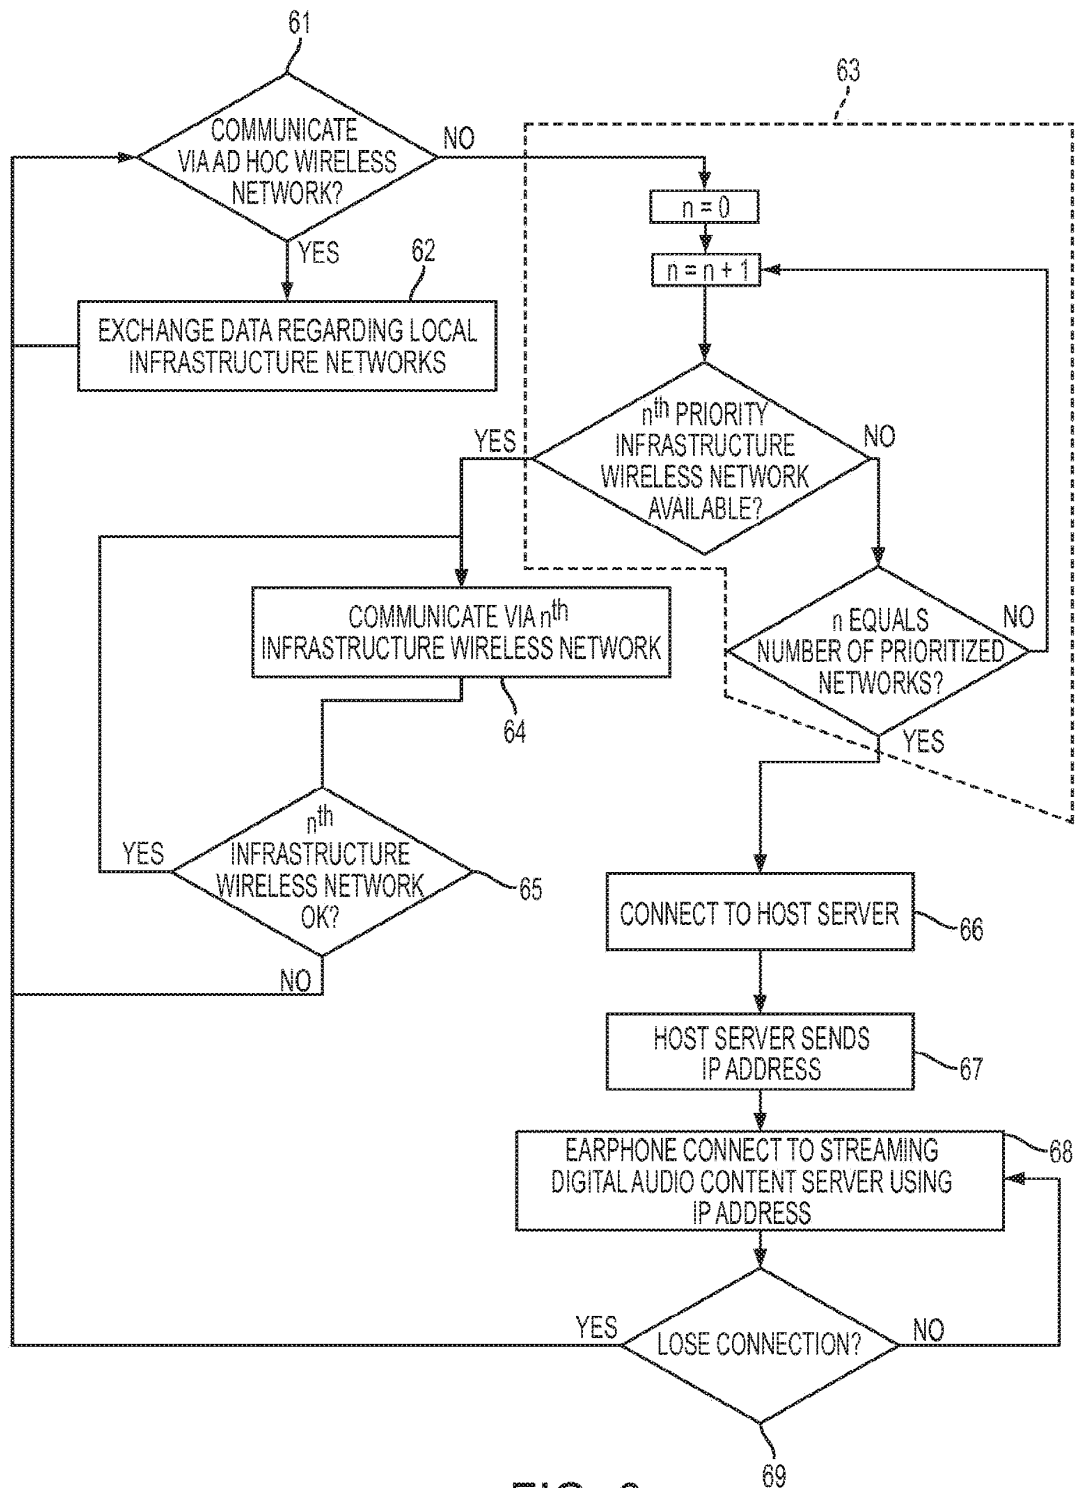 61
COMMUNICATE
VIA AD HOC WIRELESS
NETWORK?
NO
YES
63
n = 0
n = n + 1
62
EXCHANGE DATA REGARDING LOCAL
INFRASTRUCTURE NETWORKS
nth PRIORITY
INFRASTRUCTURE
WIRELESS NETWORK
AVAILABLE?
YES
NO
COMMUNICATE VIA nth
INFRASTRUCTURE WIRELESS NETWORK
64
n EQUALS
NUMBER OF PRIORITIZED
NETWORKS?
NO
YES
nth
INFRASTRUCTURE
WIRELESS NETWORK
OK?
YES
65
NO
CONNECT TO HOST SERVER
66
HOST SERVER SENDS
IP ADDRESS
67
EARPHONE CONNECT TO STREAMING
DIGITAL AUDIO CONTENT SERVER USING
IP ADDRESS
68
LOSE CONNECTION?
YES
NO
69
FIG.